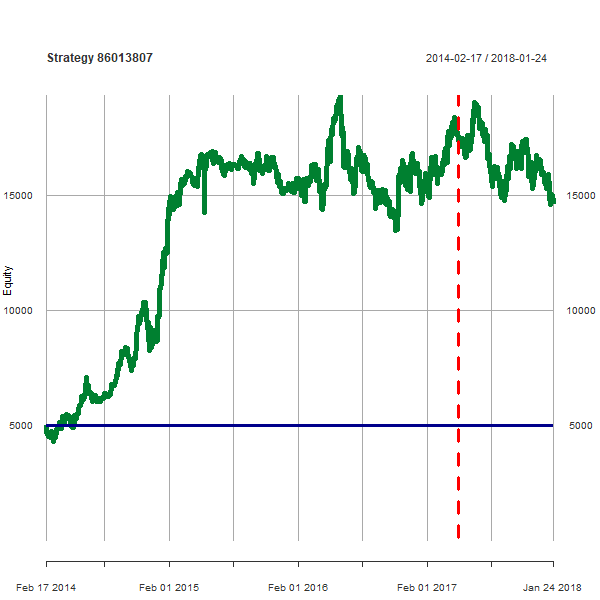 Strategy 86013807
2014-02-17 / 2018-01-24
15000 15000
Equity
10000 10000
5000 5000
Feb 17 2014 Feb 01 2015 Feb 01 2016 Feb 01 2017 Jan 24 2018